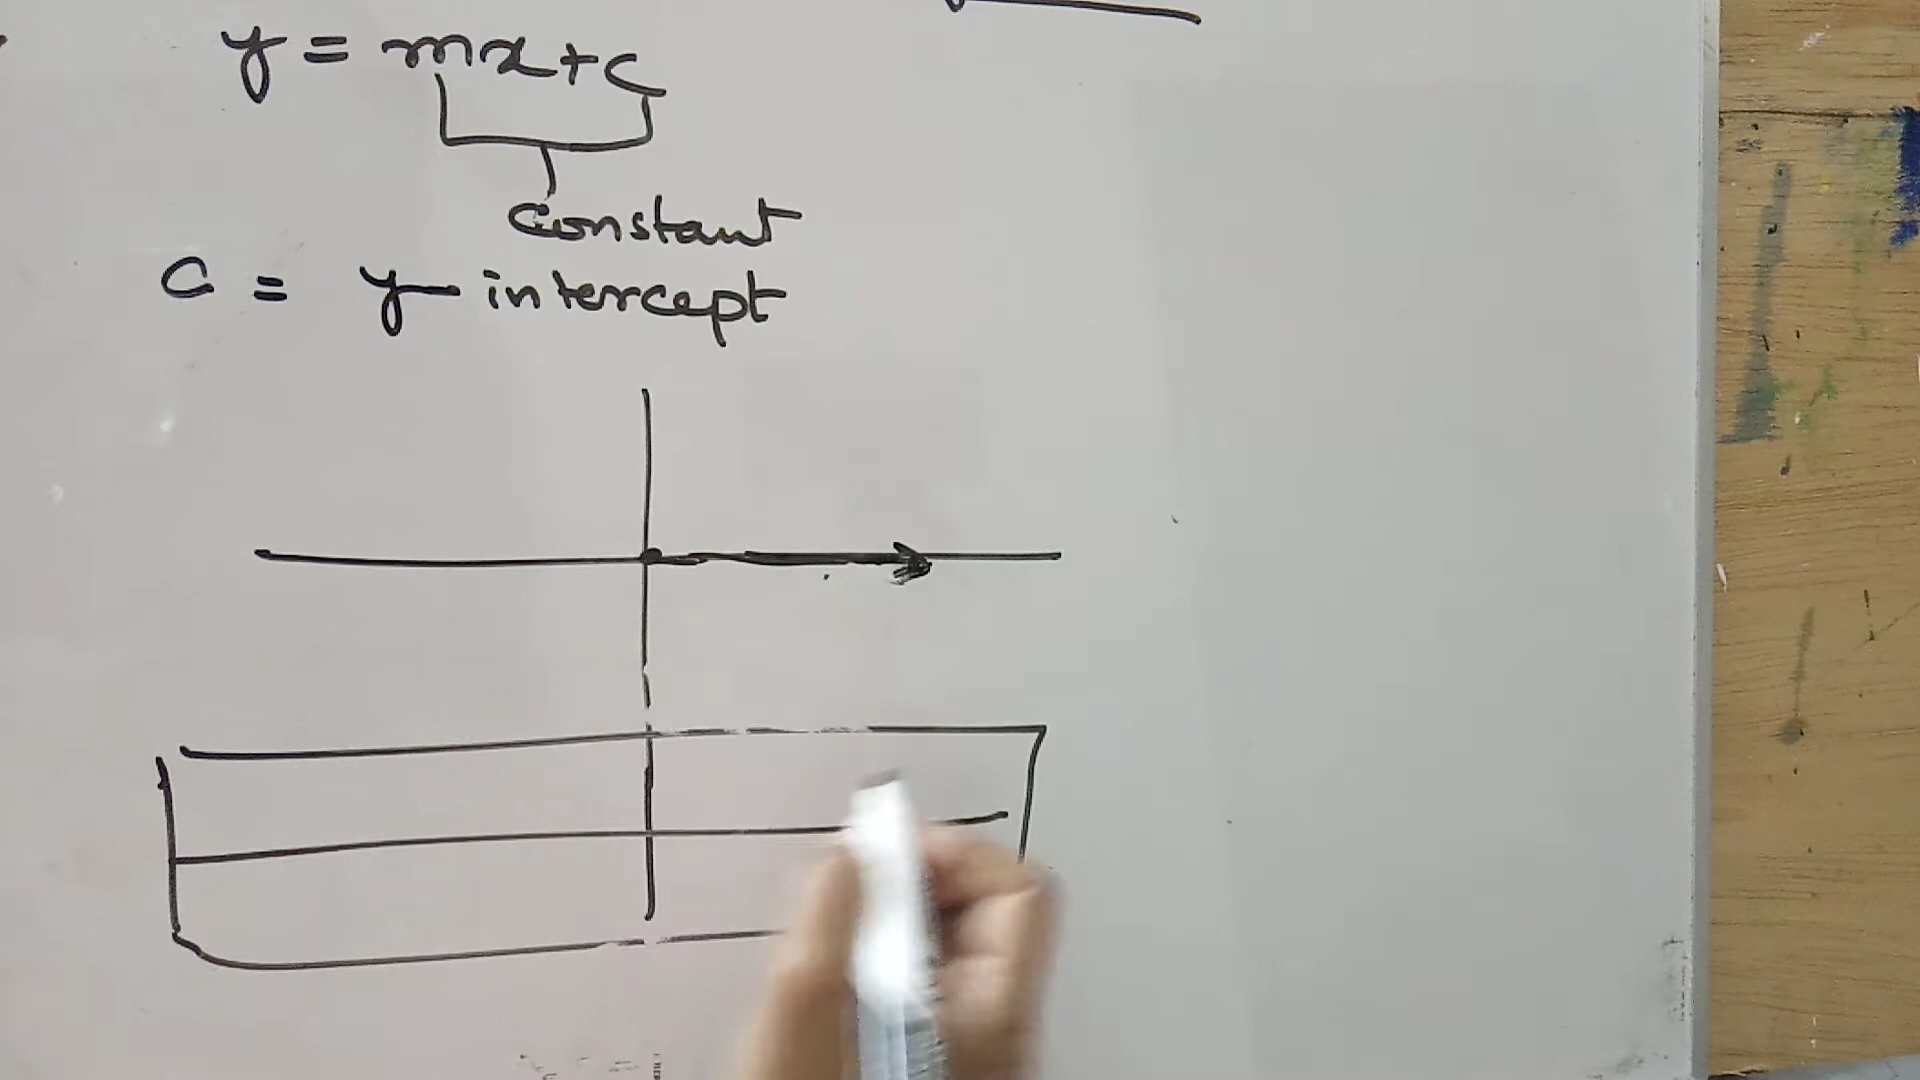 y = mx+c
constant
c = y-intercept